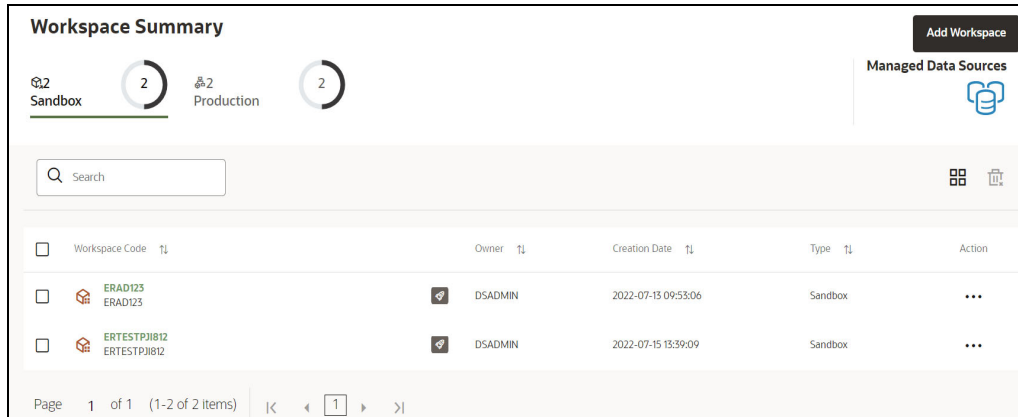 Workspace Summary
Add Workspace
2
Sandbox
2
2
Production
2
Managed Data Sources
Search
Workspace Code
Owner
Creation Date
Type
Action
ERAD123
ERAD123
DSADMIN
2022-07-13 09:53:06
Sandbox
ERTESTPJI812
ERTESTPJI812
DSADMIN
2022-07-15 13:39:09
Sandbox
Page 1 of 1 (1-2 of 2 items) 1